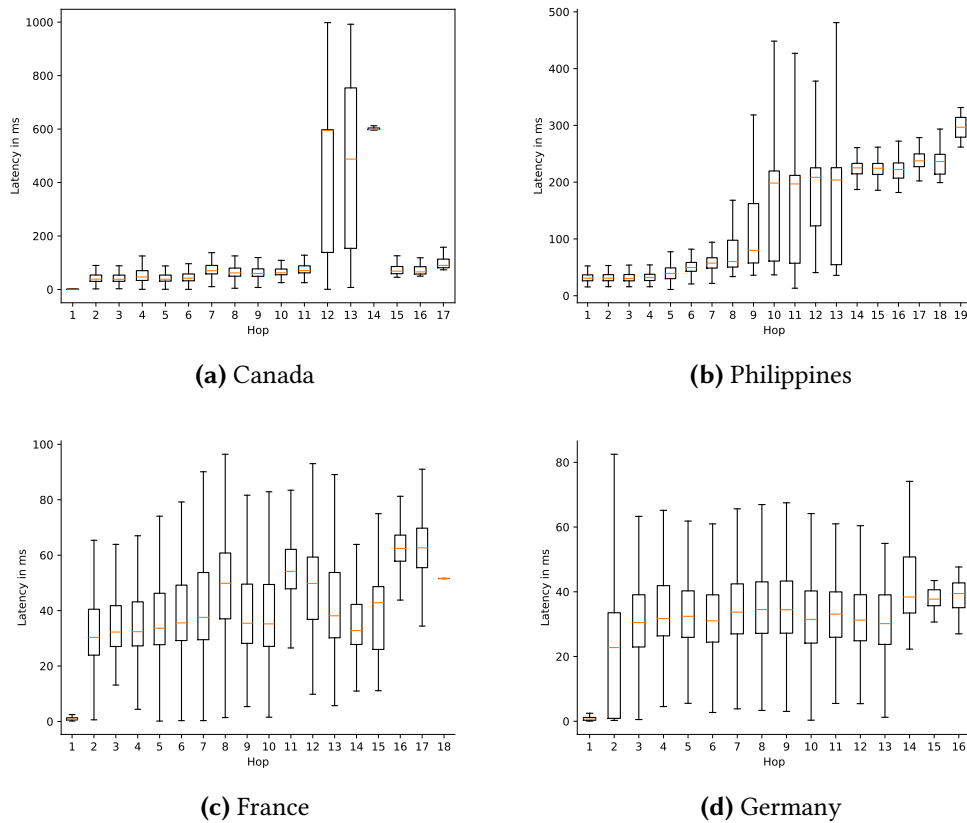 1000
800
600
400
200
0
Latency in ms
1 2 3 4 5 6 7 8 9 10 11 12 13 14 15 16 17
Hop
(a) Canada
500
400
300
200
100
0
Latency in ms
1 2 3 4 5 6 7 8 9 10 11 12 13 14 15 16 17 18 19
Hop
(b) Philippines
100
80
60
40
20
0
Latency in ms
1 2 3 4 5 6 7 8 9 10 11 12 13 14 15 16 17 18
Hop
(c) France
80
60
40
20
0
Latency in ms
1 2 3 4 5 6 7 8 9 10 11 12 13 14 15 16
Hop
(d) Germany